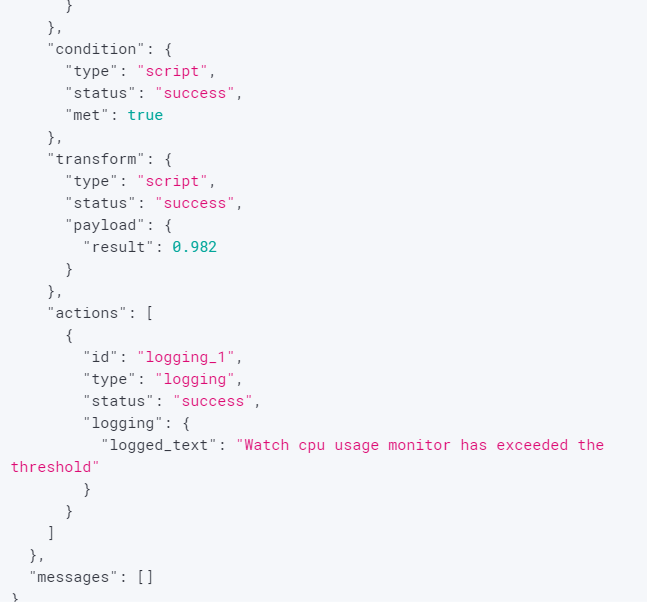 }
    },
    "condition": {
      "type": "script",
      "status": "success",
      "met": true
    },
    "transform": {
      "type": "script",
      "status": "success",
      "payload": {
        "result": 0.982
      }
    },
    "actions": [
      {
        "id": "logging_1",
        "type": "logging",
        "status": "success",
        "logging": {
          "logged_text": "Watch cpu usage monitor has exceeded the
threshold"
        }
      }
    ]
  },
  "messages": []
}